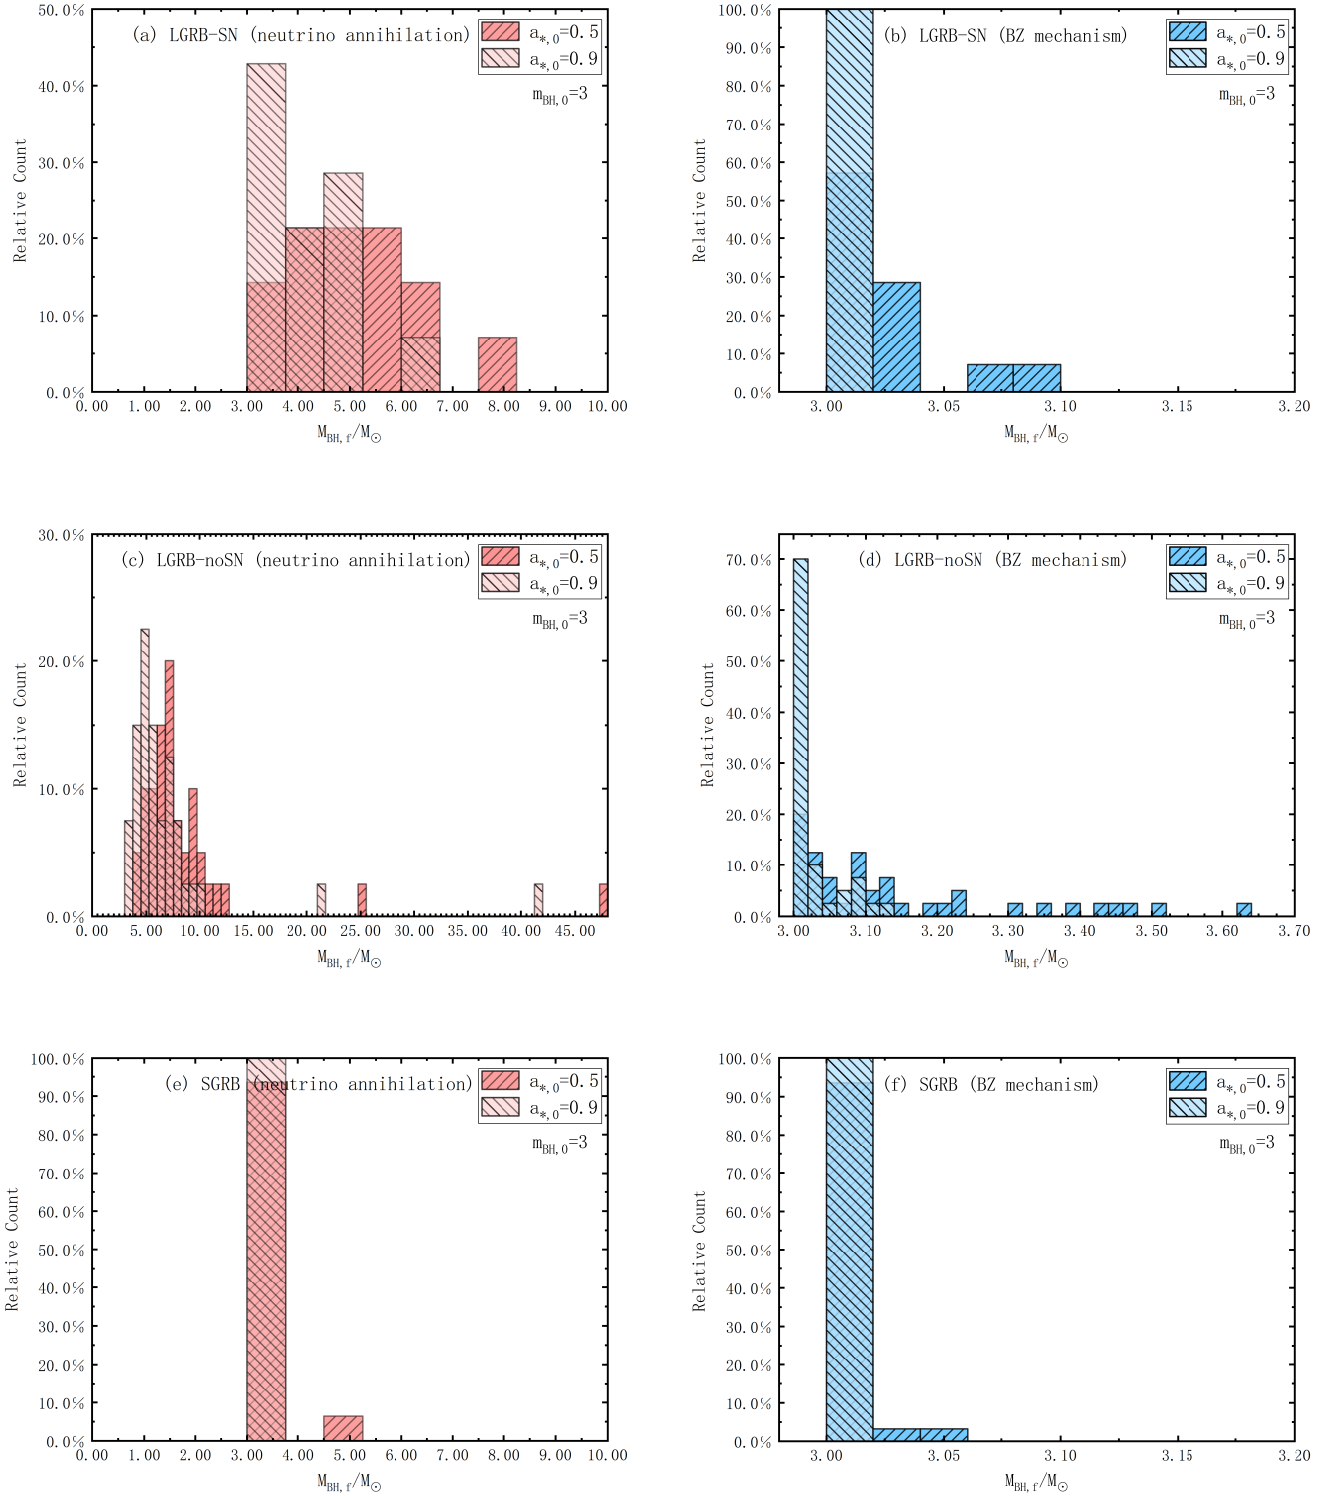 (a) LGRB-SN (neutrino annihilation)
a*,0=0.5
a*,0=0.9
mBH,0=3
Relative Count
50.0%
40.0%
30.0%
20.0%
10.0%
0.0%
0.00 1.00 2.00 3.00 4.00 5.00 6.00 7.00 8.00 9.00 10.00
MBH,f/M☉
(b) LGRB-SN (BZ mechanism)
a*,0=0.5
a*,0=0.9
mBH,0=3
Relative Count
100.0%
90.0%
80.0%
70.0%
60.0%
50.0%
40.0%
30.0%
20.0%
10.0%
0.0%
3.00 3.05 3.10 3.15 3.20
MBH,f/M☉
(c) LGRB-noSN (neutrino annihilation)
a*,0=0.5
a*,0=0.9
mBH,0=3
Relative Count
30.0%
20.0%
10.0%
0.0%
0.00 5.00 10.00 15.00 20.00 25.00 30.00 35.00 40.00 45.00
MBH,f/M☉
(d) LGRB-noSN (BZ mechanism)
a*,0=0.5
a*,0=0.9
mBH,0=3
Relative Count
70.0%
60.0%
50.0%
40.0%
30.0%
20.0%
10.0%
0.0%
3.00 3.10 3.20 3.30 3.40 3.50 3.60 3.70
MBH,f/M☉
(e) SGRB (neutrino annihilation)
a*,0=0.5
a*,0=0.9
mBH,0=3
Relative Count
100.0%
90.0%
80.0%
70.0%
60.0%
50.0%
40.0%
30.0%
20.0%
10.0%
0.0%
0.00 1.00 2.00 3.00 4.00 5.00 6.00 7.00 8.00 9.00 10.00
MBH,f/M☉
(f) SGRB (BZ mechanism)
a*,0=0.5
a*,0=0.9
mBH,0=3
Relative Count
100.0%
90.0%
80.0%
70.0%
60.0%
50.0%
40.0%
30.0%
20.0%
10.0%
0.0%
3.00 3.05 3.10 3.15 3.20
MBH,f/M☉